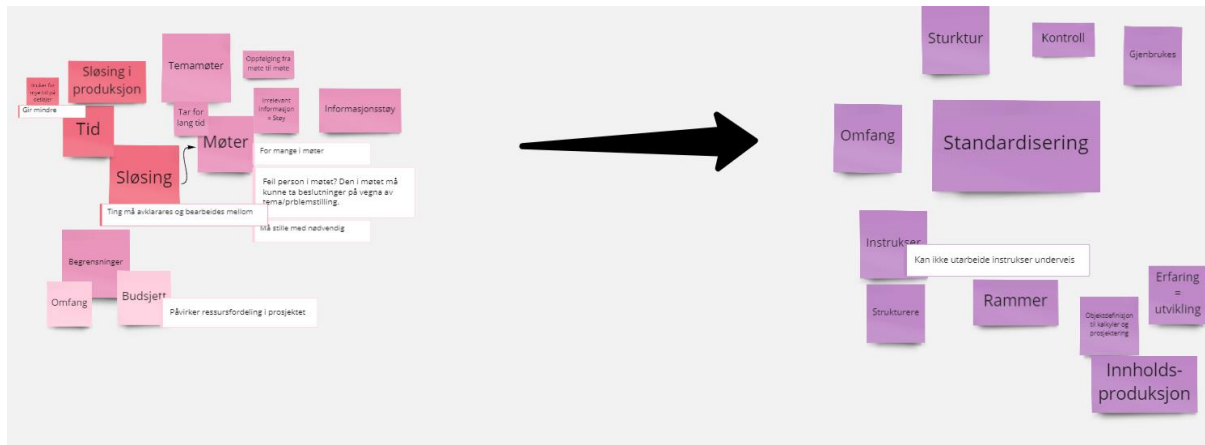 Temamøter
Oppfølging fra
møte til møte
Sløsing i
produksjon
Gir mindre
Tid
Tar for
lang tid
Irrelevant
informasjon
= Støy
Informasjonsstøy
Møter
For mange i møter
Sløsing
Feil person i møtet? Den i møtet må
kunne ta beslutninger på vegna av
tema/prblemstilling.
Ting må avklarares og bearbeides mellom
Må stille med nødvendig
Begrensninger
Omfang
Budsjett
Påvirker ressursfordeling i prosjektet
Sturktur
Kontroll
Gjenbrukes
Omfang
Standardisering
Instrukser
Kan ikke utarbeide instrukser underveis
Strukturere
Rammer
Objektdefinisjon
til kalkyler og
prosjektering
Erfaring
=
utvikling
Innholds-
produksjon